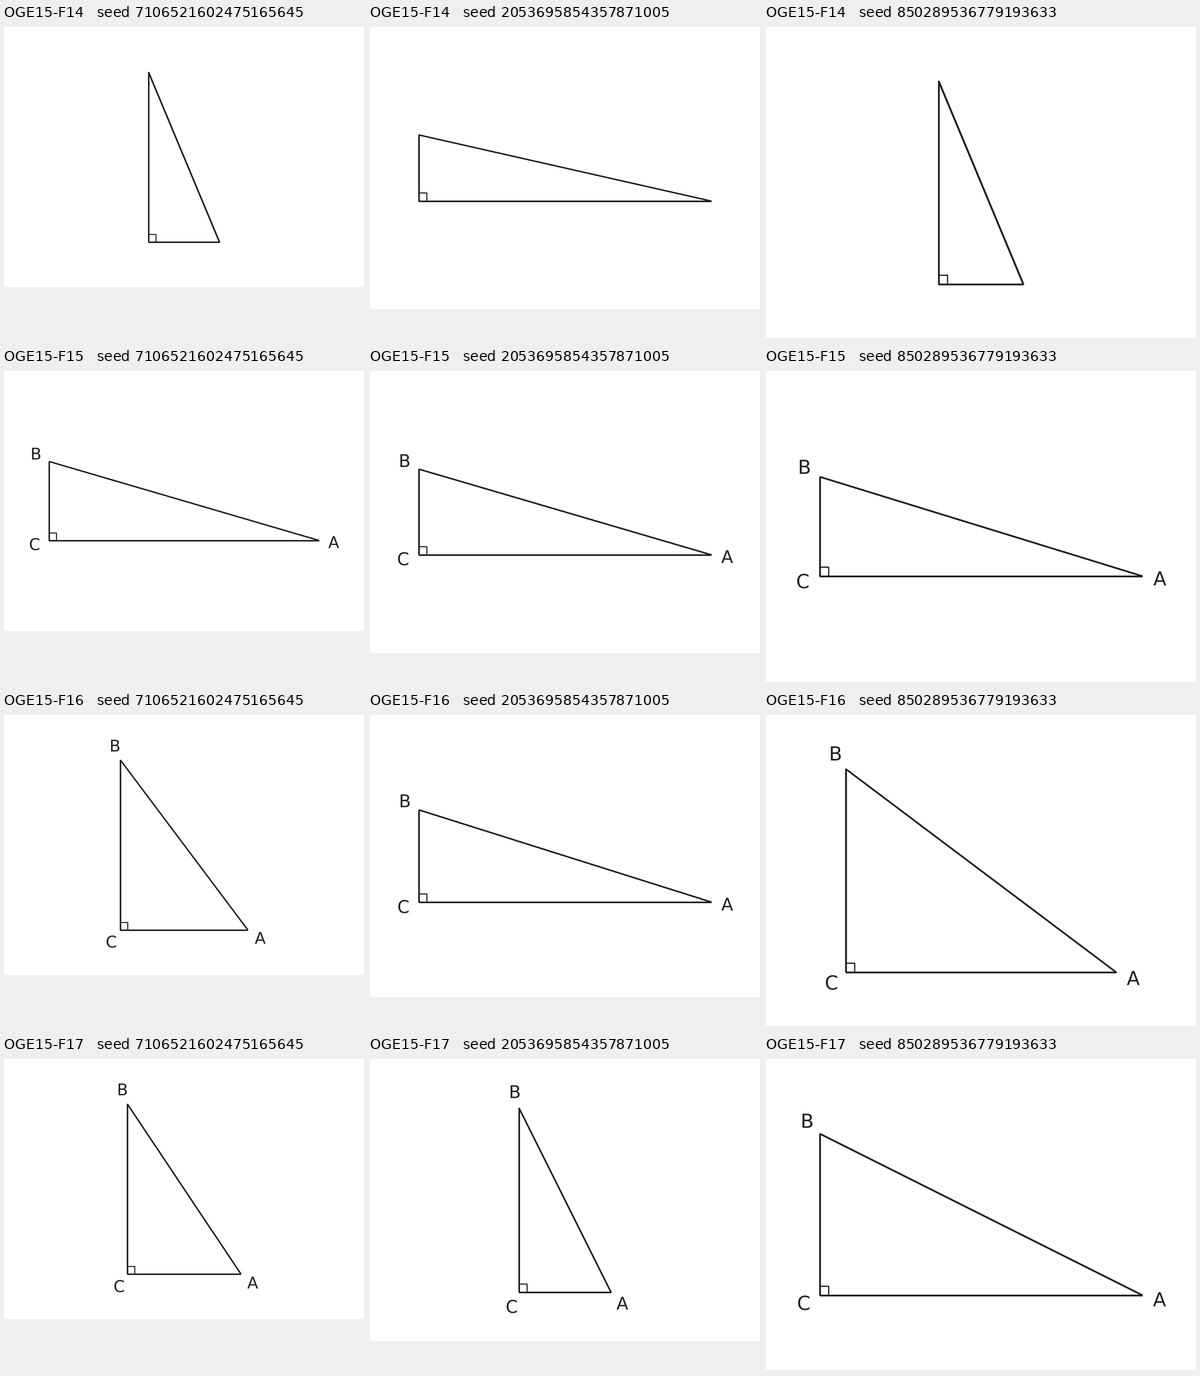 OGE15-F14 seed 7106521602475165645
OGE15-F14 seed 2053695854357871005
OGE15-F14 seed 850289536779193633
OGE15-F15 seed 7106521602475165645
OGE15-F15 seed 2053695854357871005
OGE15-F15 seed 850289536779193633
B
C
A
B
C
A
B
C
A
OGE15-F16 seed 7106521602475165645
OGE15-F16 seed 2053695854357871005
OGE15-F16 seed 850289536779193633
B
C
A
B
C
A
B
C
A
OGE15-F17 seed 7106521602475165645
OGE15-F17 seed 2053695854357871005
OGE15-F17 seed 850289536779193633
B
C
A
B
C
A
B
C
A